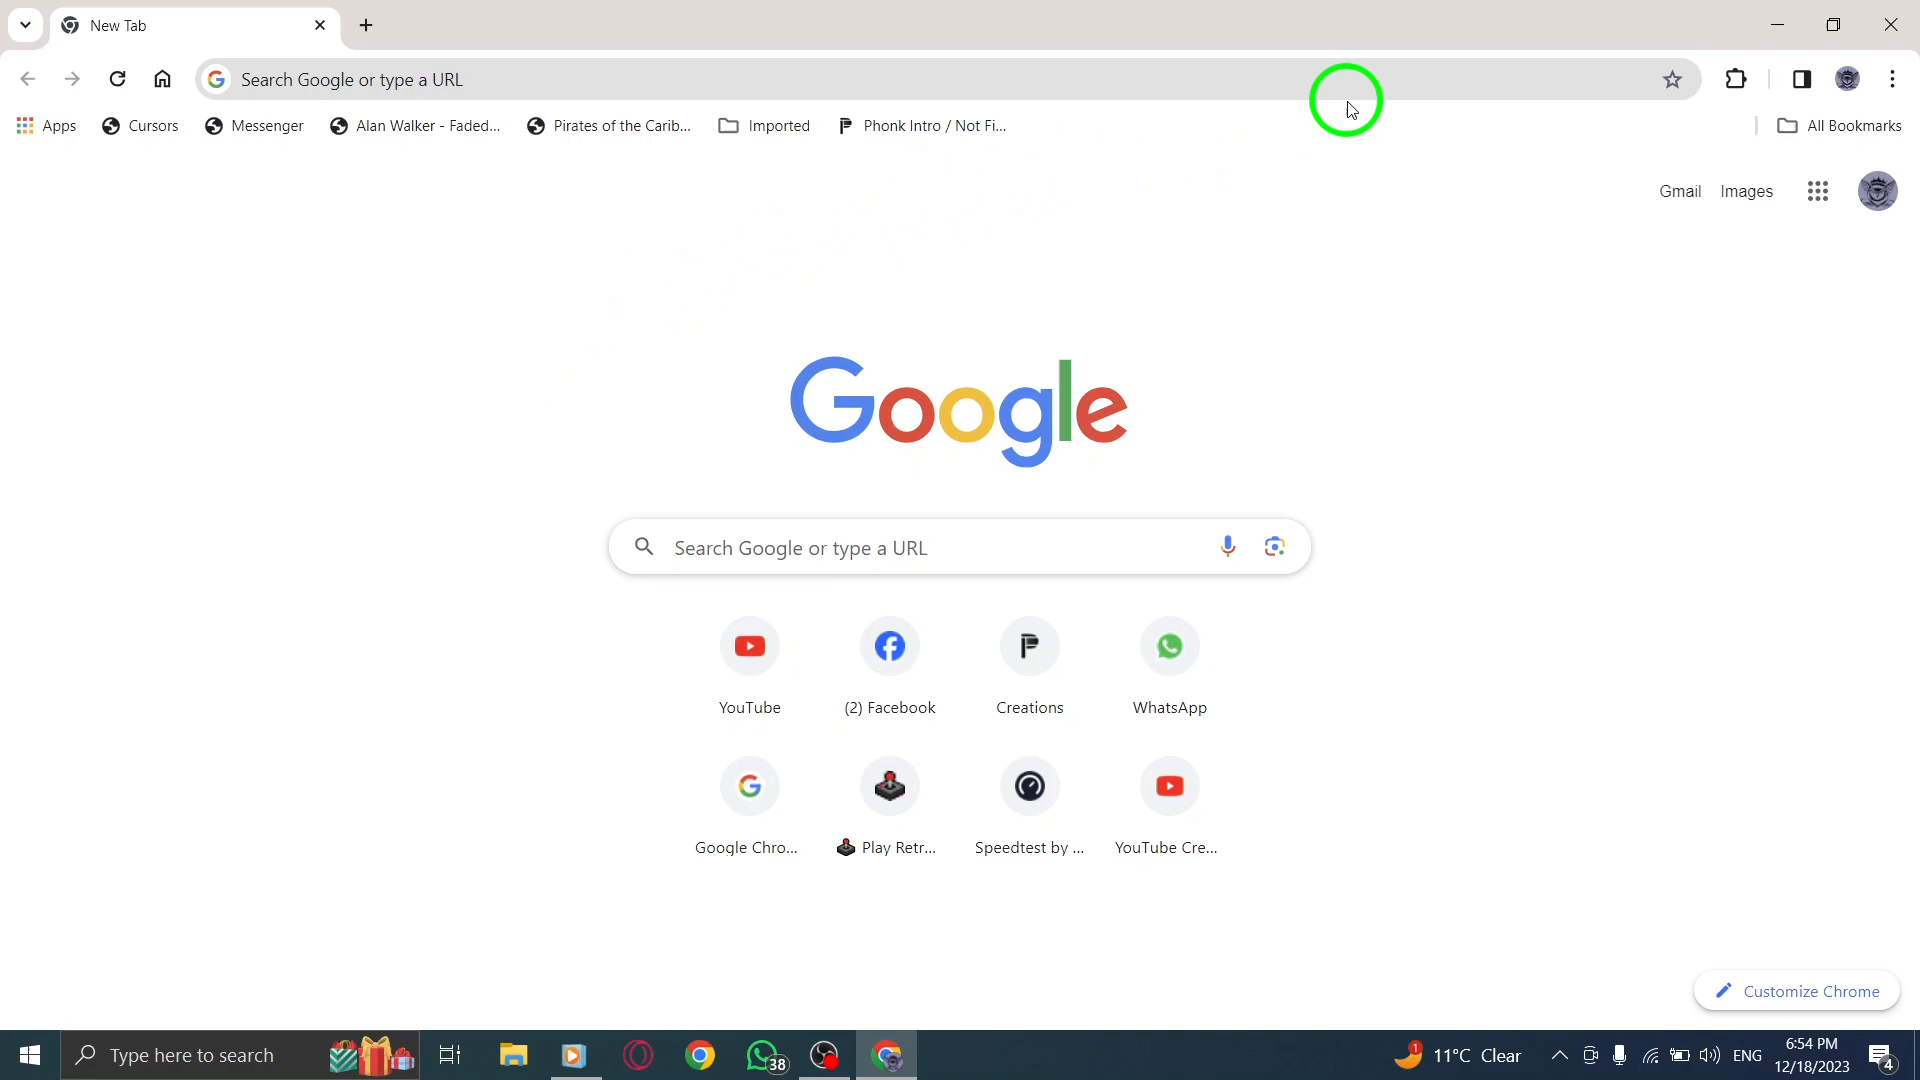 New Tab
Search Google or type a URL
Apps Cursors Messenger Alan Walker - Faded... Pirates of the Carib... Imported Phonk Intro / Not Fi... All Bookmarks
Gmail Images
Google
Search Google or type a URL
YouTube (2) Facebook Creations WhatsApp
Google Chro... Play Retr... Speedtest by ... YouTube Cre...
Customize Chrome
Type here to search 38 1 11°C Clear ENG 6:54 PM
12/18/2023 4